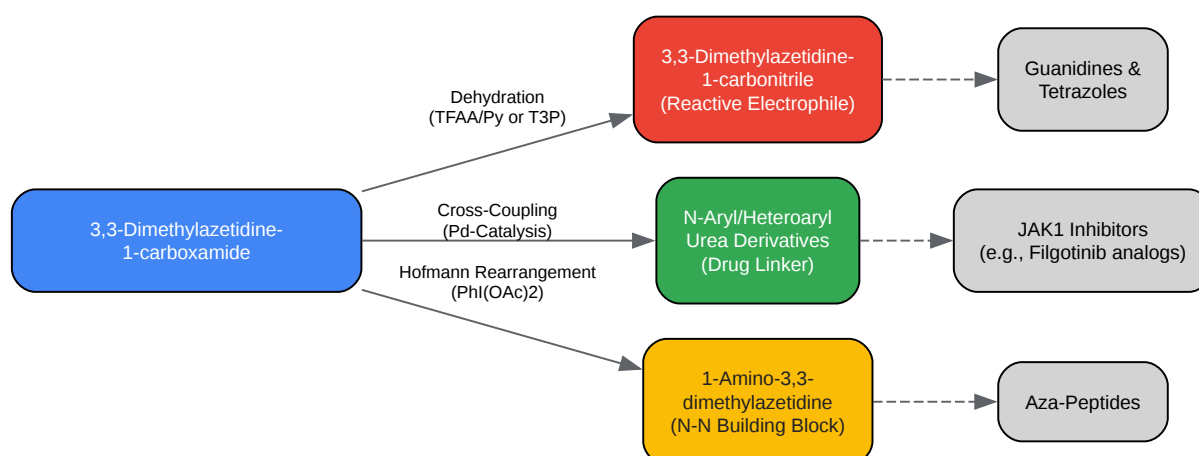 3,3-Dimethylazetidine-
1-carboxamide
Dehydration
(TFAA/Py or T3P)
3,3-Dimethylazetidine-
1-carbonitrile
(Reactive Electrophile)
Guanidines &
Tetrazoles
Cross-Coupling
(Pd-Catalysis)
N-Aryl/Heteroaryl
Urea Derivatives
(Drug Linker)
JAK1 Inhibitors
(e.g., Filgotinib analogs)
Hofmann Rearrangement
(PhI(OAc)2)
1-Amino-3,3-
dimethylazetidine
(N-N Building Block)
Aza-Peptides